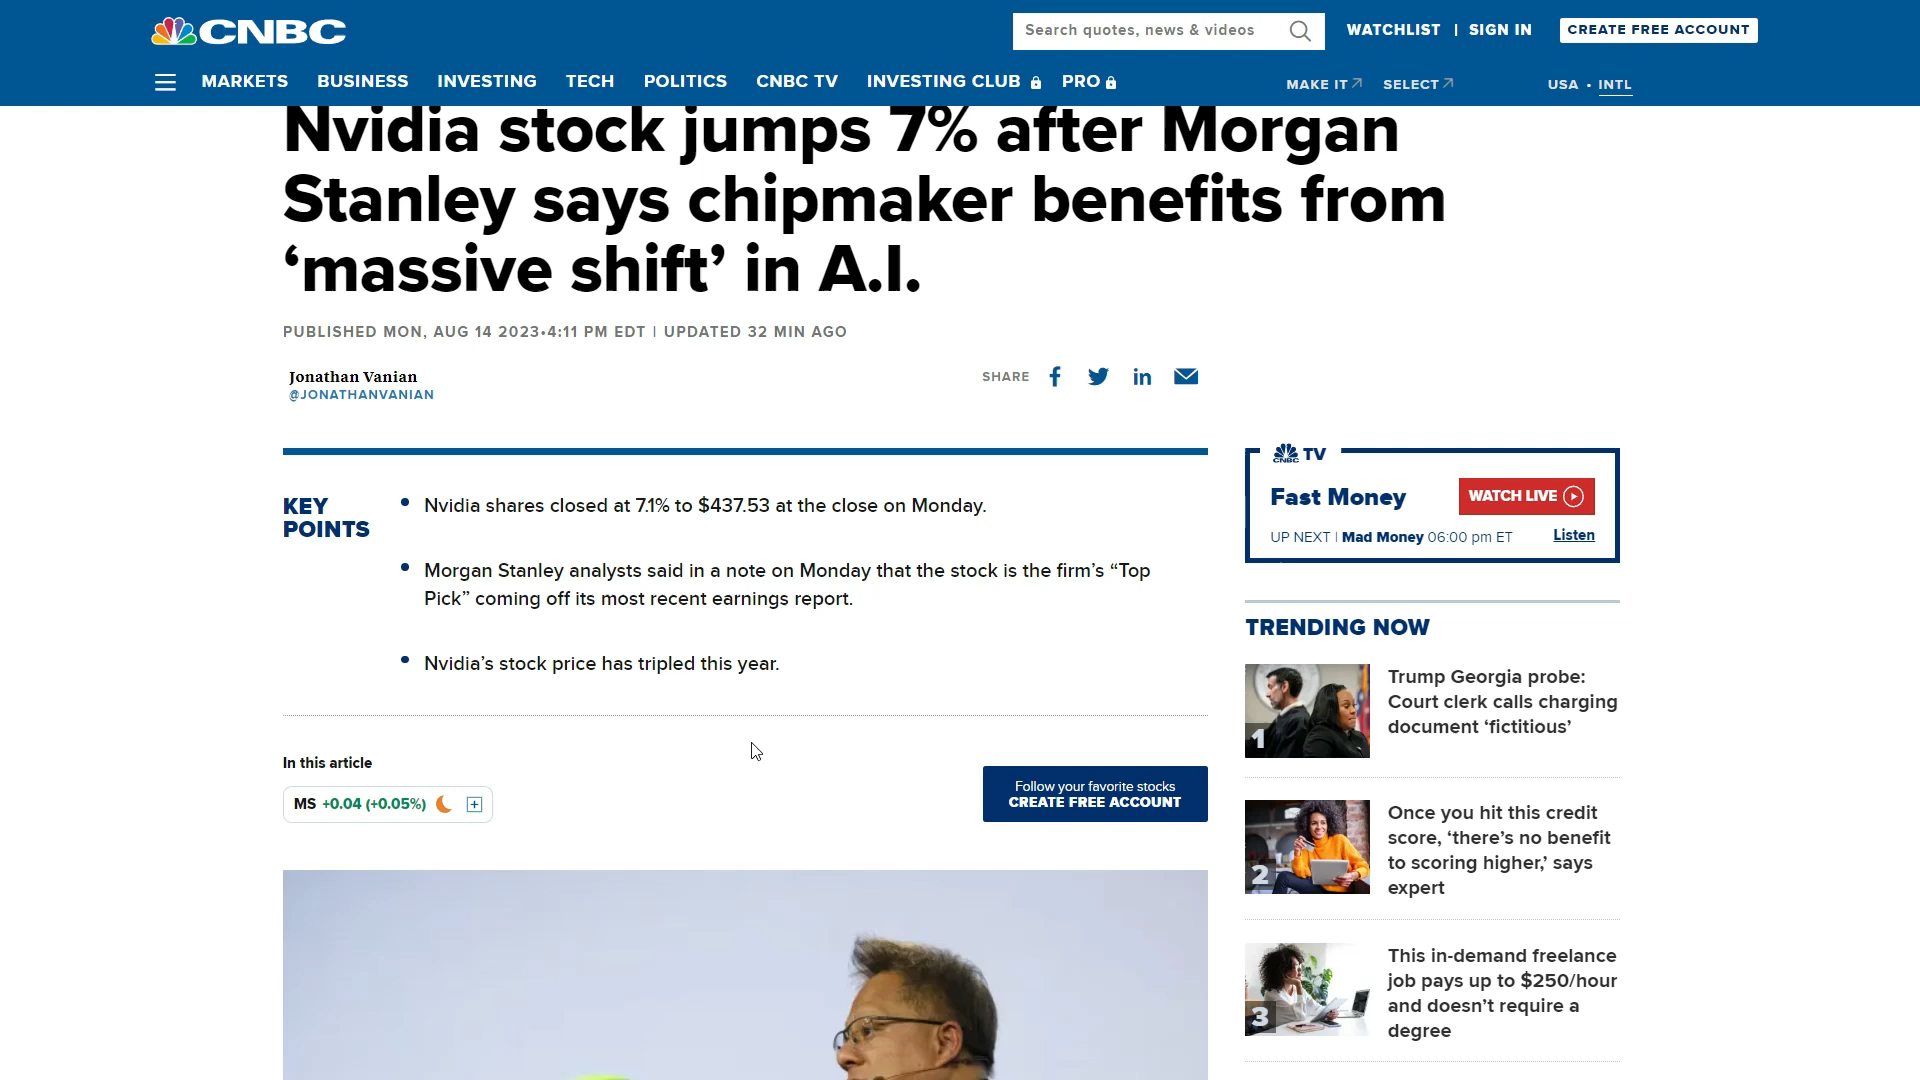 CNBC
Search quotes, news & videos
WATCHLIST | SIGN IN
CREATE FREE ACCOUNT
MARKETS BUSINESS INVESTING TECH POLITICS CNBC TV INVESTING CLUB PRO
MAKE IT SELECT
USA • INTL
Nvidia stock jumps 7% after Morgan
Stanley says chipmaker benefits from
‘massive shift’ in A.I.
PUBLISHED MON, AUG 14 2023•4:11 PM EDT | UPDATED 32 MIN AGO
Jonathan Vanian
@JONATHANVANIAN
SHARE
KEY
POINTS
Nvidia shares closed at 7.1% to $437.53 at the close on Monday.
Morgan Stanley analysts said in a note on Monday that the stock is the firm’s “Top
Pick” coming off its most recent earnings report.
Nvidia’s stock price has tripled this year.
In this article
MS +0.04 (+0.05%)
Follow your favorite stocks
CREATE FREE ACCOUNT
CNBC TV
Fast Money
WATCH LIVE
UP NEXT | Mad Money 06:00 pm ET
Listen
TRENDING NOW
1
Trump Georgia probe:
Court clerk calls charging
document ‘fictitious’
2
Once you hit this credit
score, ‘there’s no benefit
to scoring higher,’ says
expert
3
This in-demand freelance
job pays up to $250/hour
and doesn’t require a
degree